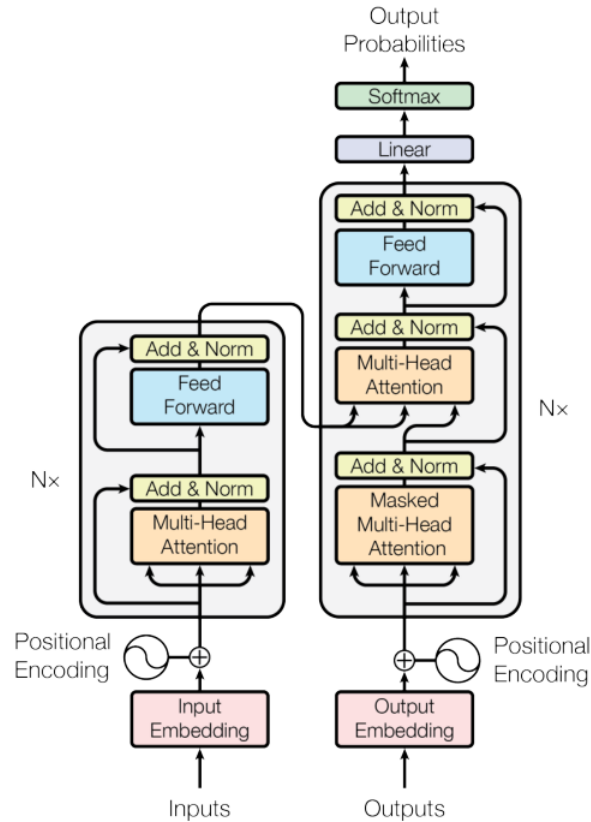 Output
Probabilities
Softmax
Linear
Add & Norm
Feed
Forward
Add & Norm
Multi-Head
Attention
Add & Norm
Masked
Multi-Head
Attention
N×
Add & Norm
Feed
Forward
Add & Norm
Multi-Head
Attention
N×
Positional
Encoding
Positional
Encoding
Input
Embedding
Output
Embedding
Inputs
Outputs